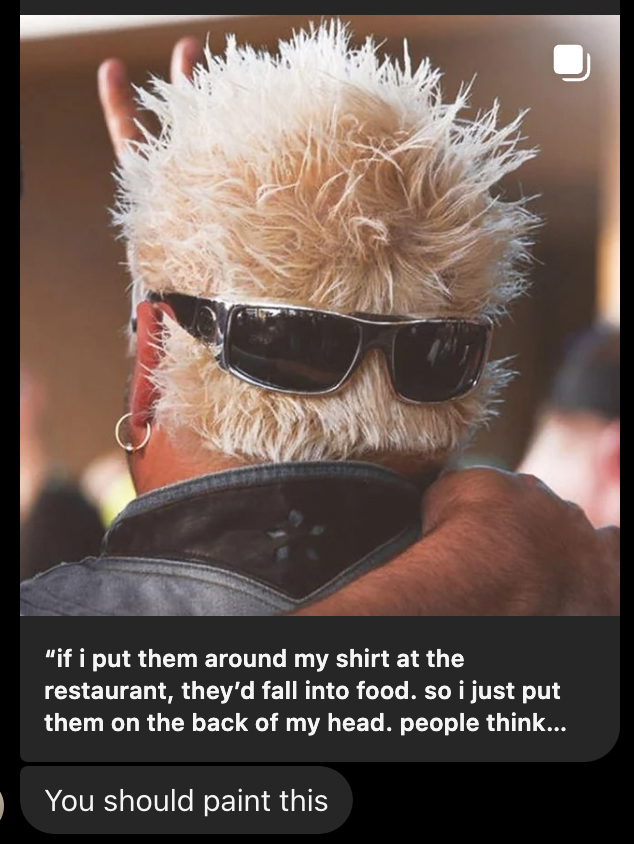 “if i put them around my shirt at the
restaurant, they’d fall into food. so i just put
them on the back of my head. people think...
You should paint this